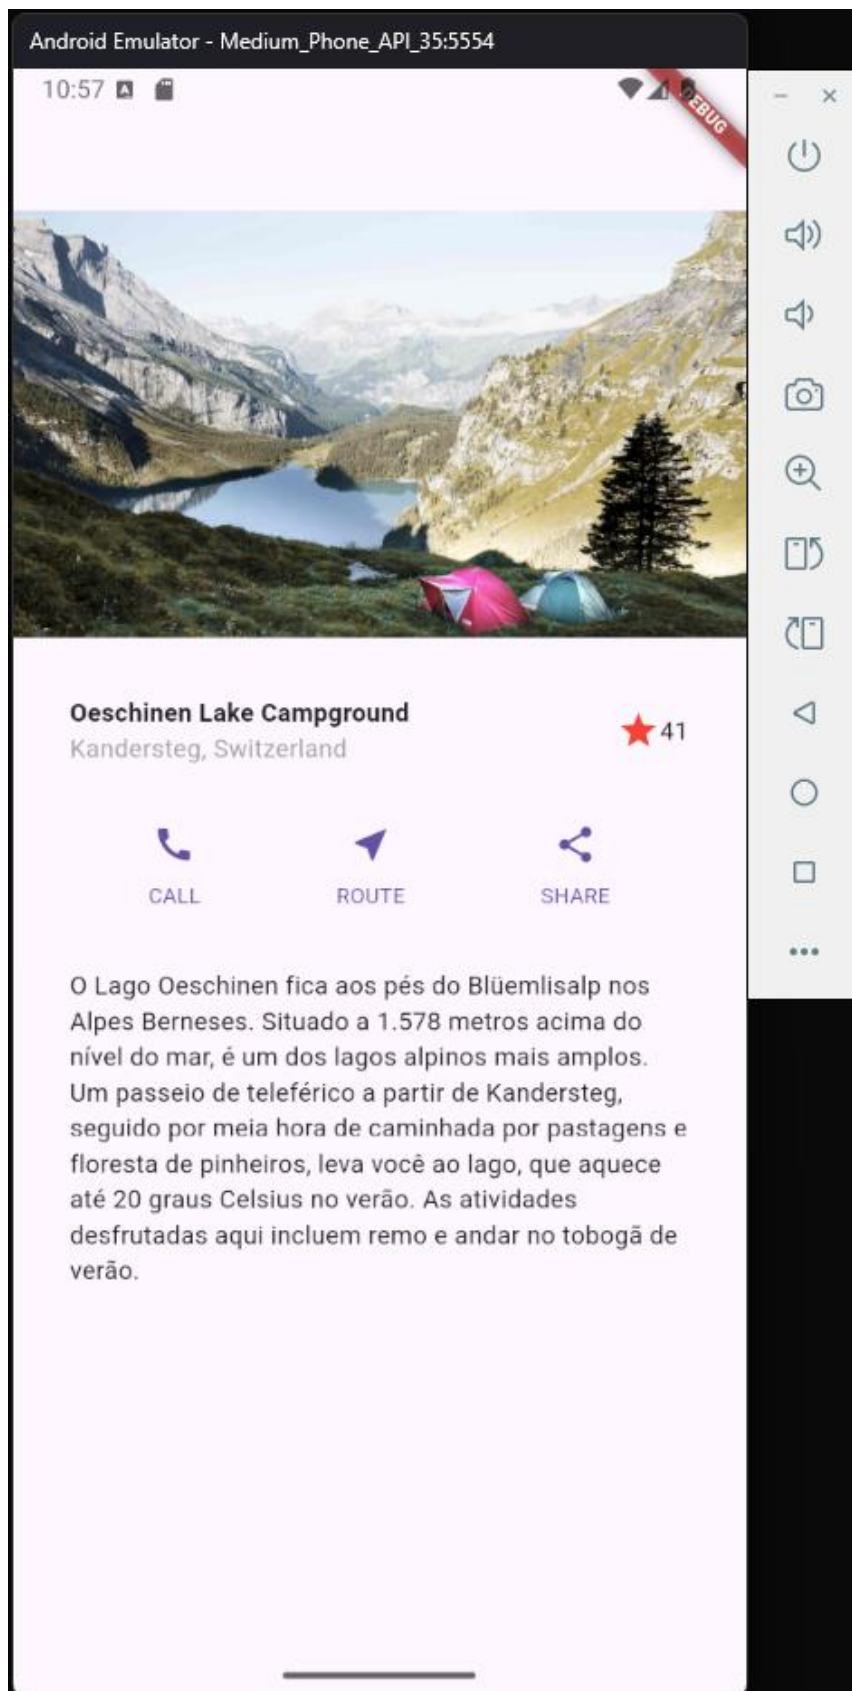 Android Emulator - Medium_Phone_API_35:5554
10:57
DEBUG
Oeschinen Lake Campground
Kandersteg, Switzerland
41
CALL
ROUTE
SHARE
O Lago Oeschinen fica aos pés do Blüemlisalp nos
Alpes Berneses. Situado a 1.578 metros acima do
nível do mar, é um dos lagos alpinos mais amplos.
Um passeio de teleférico a partir de Kandersteg,
seguido por meia hora de caminhada por pastagens e
floresta de pinheiros, leva você ao lago, que aquece
até 20 graus Celsius no verão. As atividades
desfrutadas aqui incluem remo e andar no tobogã de
verão.